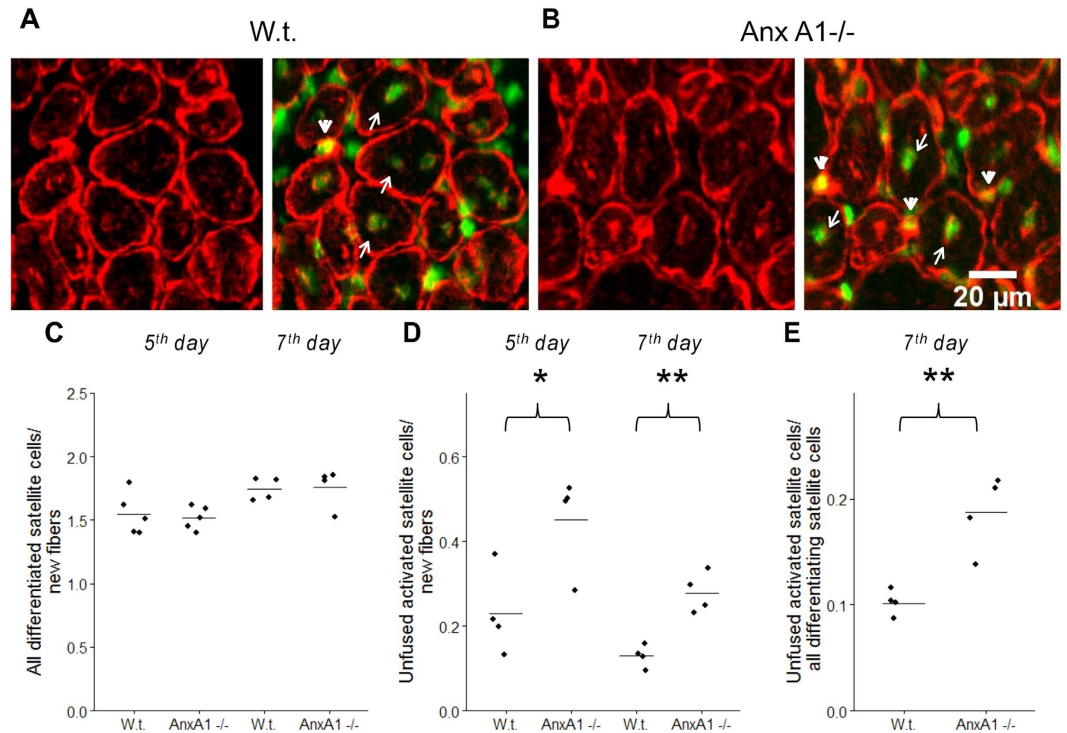 A
W.t.
B
Anx A1-/-
20 µm
C
5th day
7th day
All differentiated satellite cells/
new fibers
2.5
2.0
1.5
1.0
0.5
0.0
W.t.
AnxA1 -/-
W.t.
AnxA1 -/-
D
5th day
7th day
*
**
Unfused activated satellite cells/
new fibers
0.6
0.4
0.2
0.0
W.t.
AnxA1 -/-
W.t.
AnxA1 -/-
E
7th day
**
Unfused activated satellite cells/
all differentiating satellite cells
0.2
0.1
0.0
W.t.
AnxA1 -/-